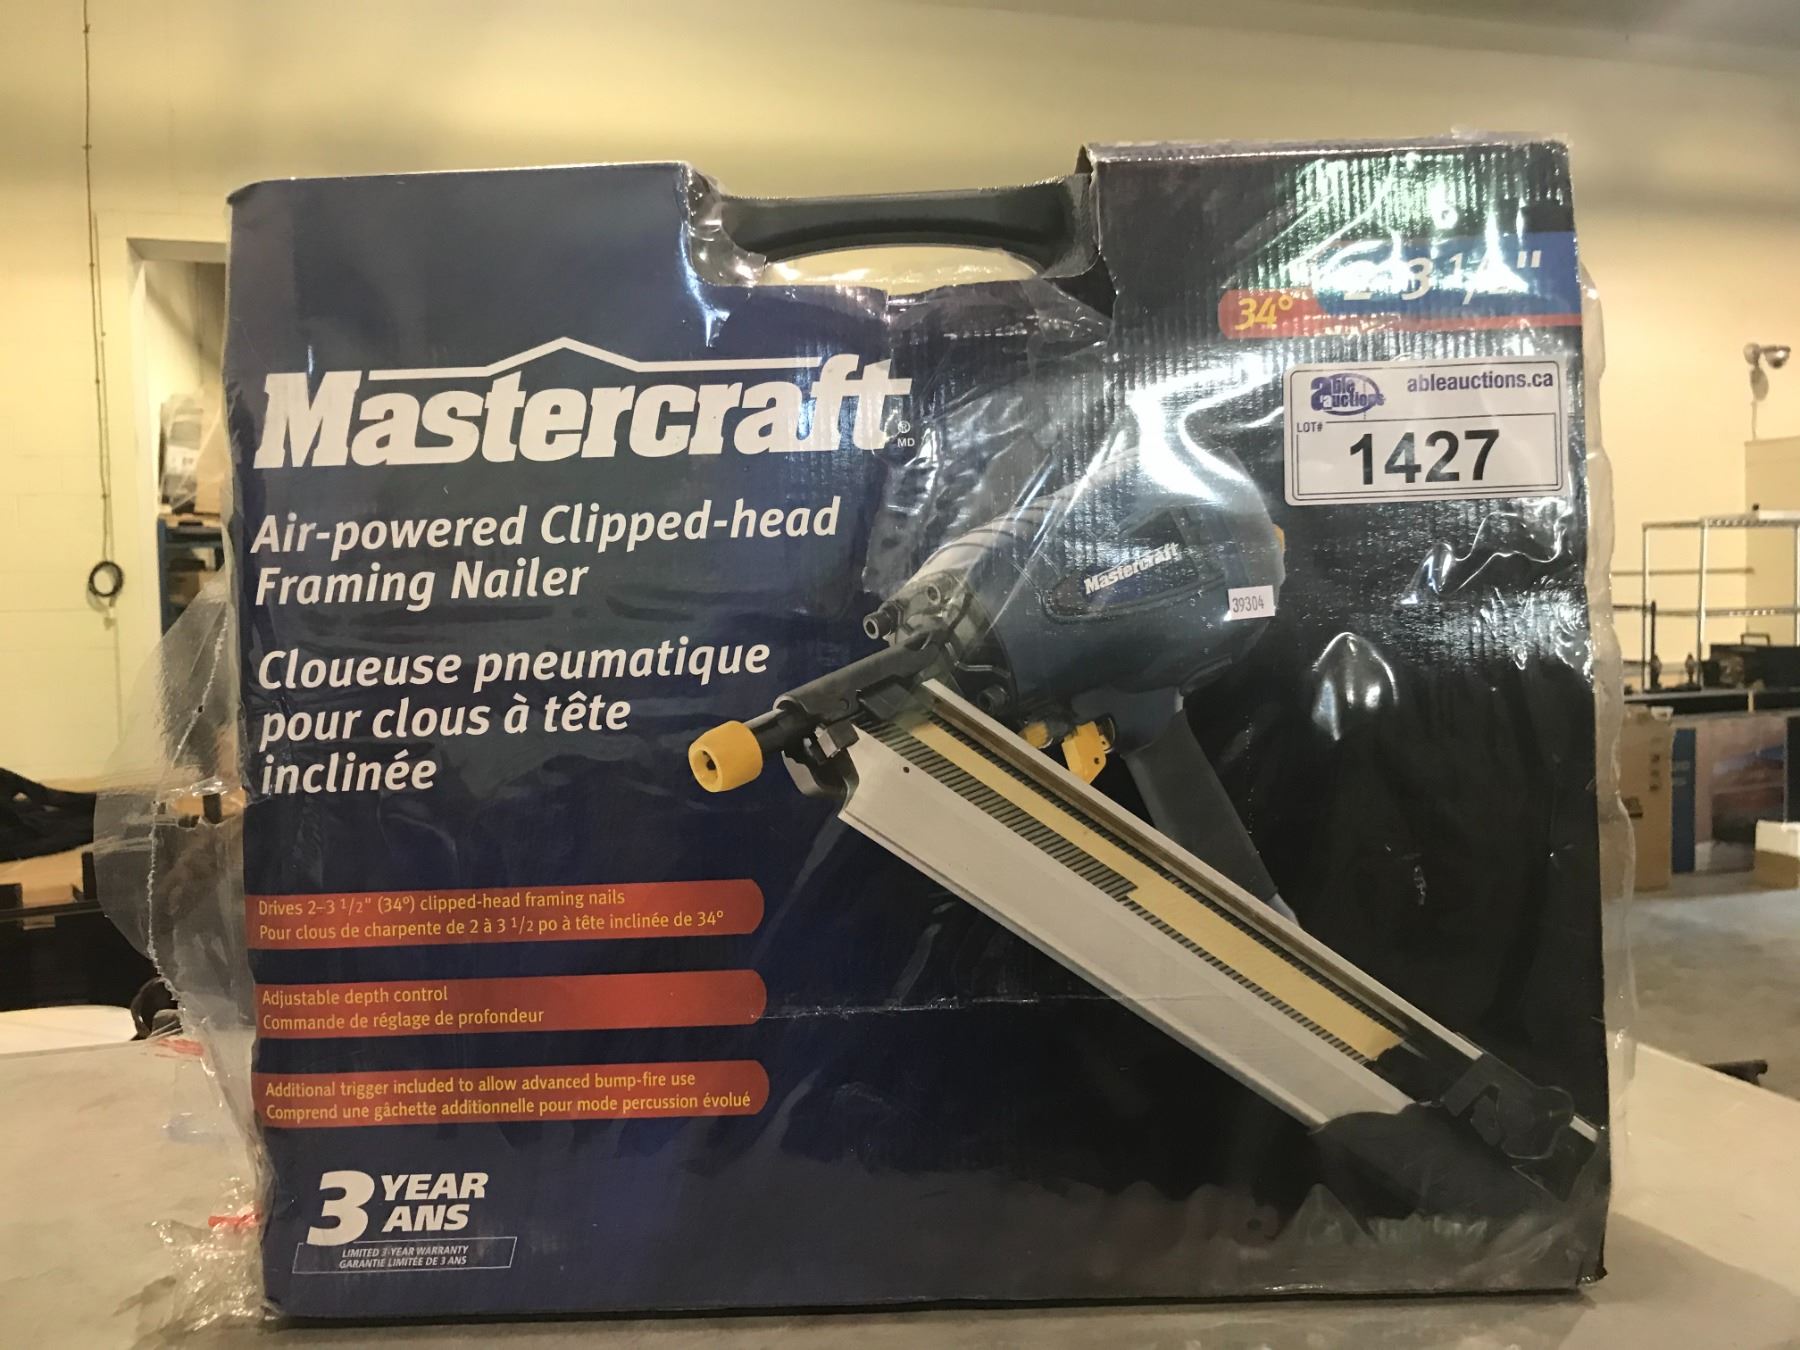 Mastercraft
® MD
Air-powered Clipped-head
Framing Nailer
Cloueuse pneumatique
pour clous à tête
inclinée
Drives 2-3 1/2" (34°) clipped-head framing nails
Pour clous de charpente de 2 à 3 1/2 po à tête inclinée de 34°
Adjustable depth control
Commande de réglage de profondeur
Additional trigger included to allow advanced bump-fire use
Comprend une gâchette additionnelle pour mode percussion évolué
3 YEAR
ANS
LIMITED 3-YEAR WARRANTY
GARANTIE LIMITÉE DE 3 ANS
34° 2-3 1/2"
able auctions
ableauctions.ca
LOT#
1427
Mastercraft
39304